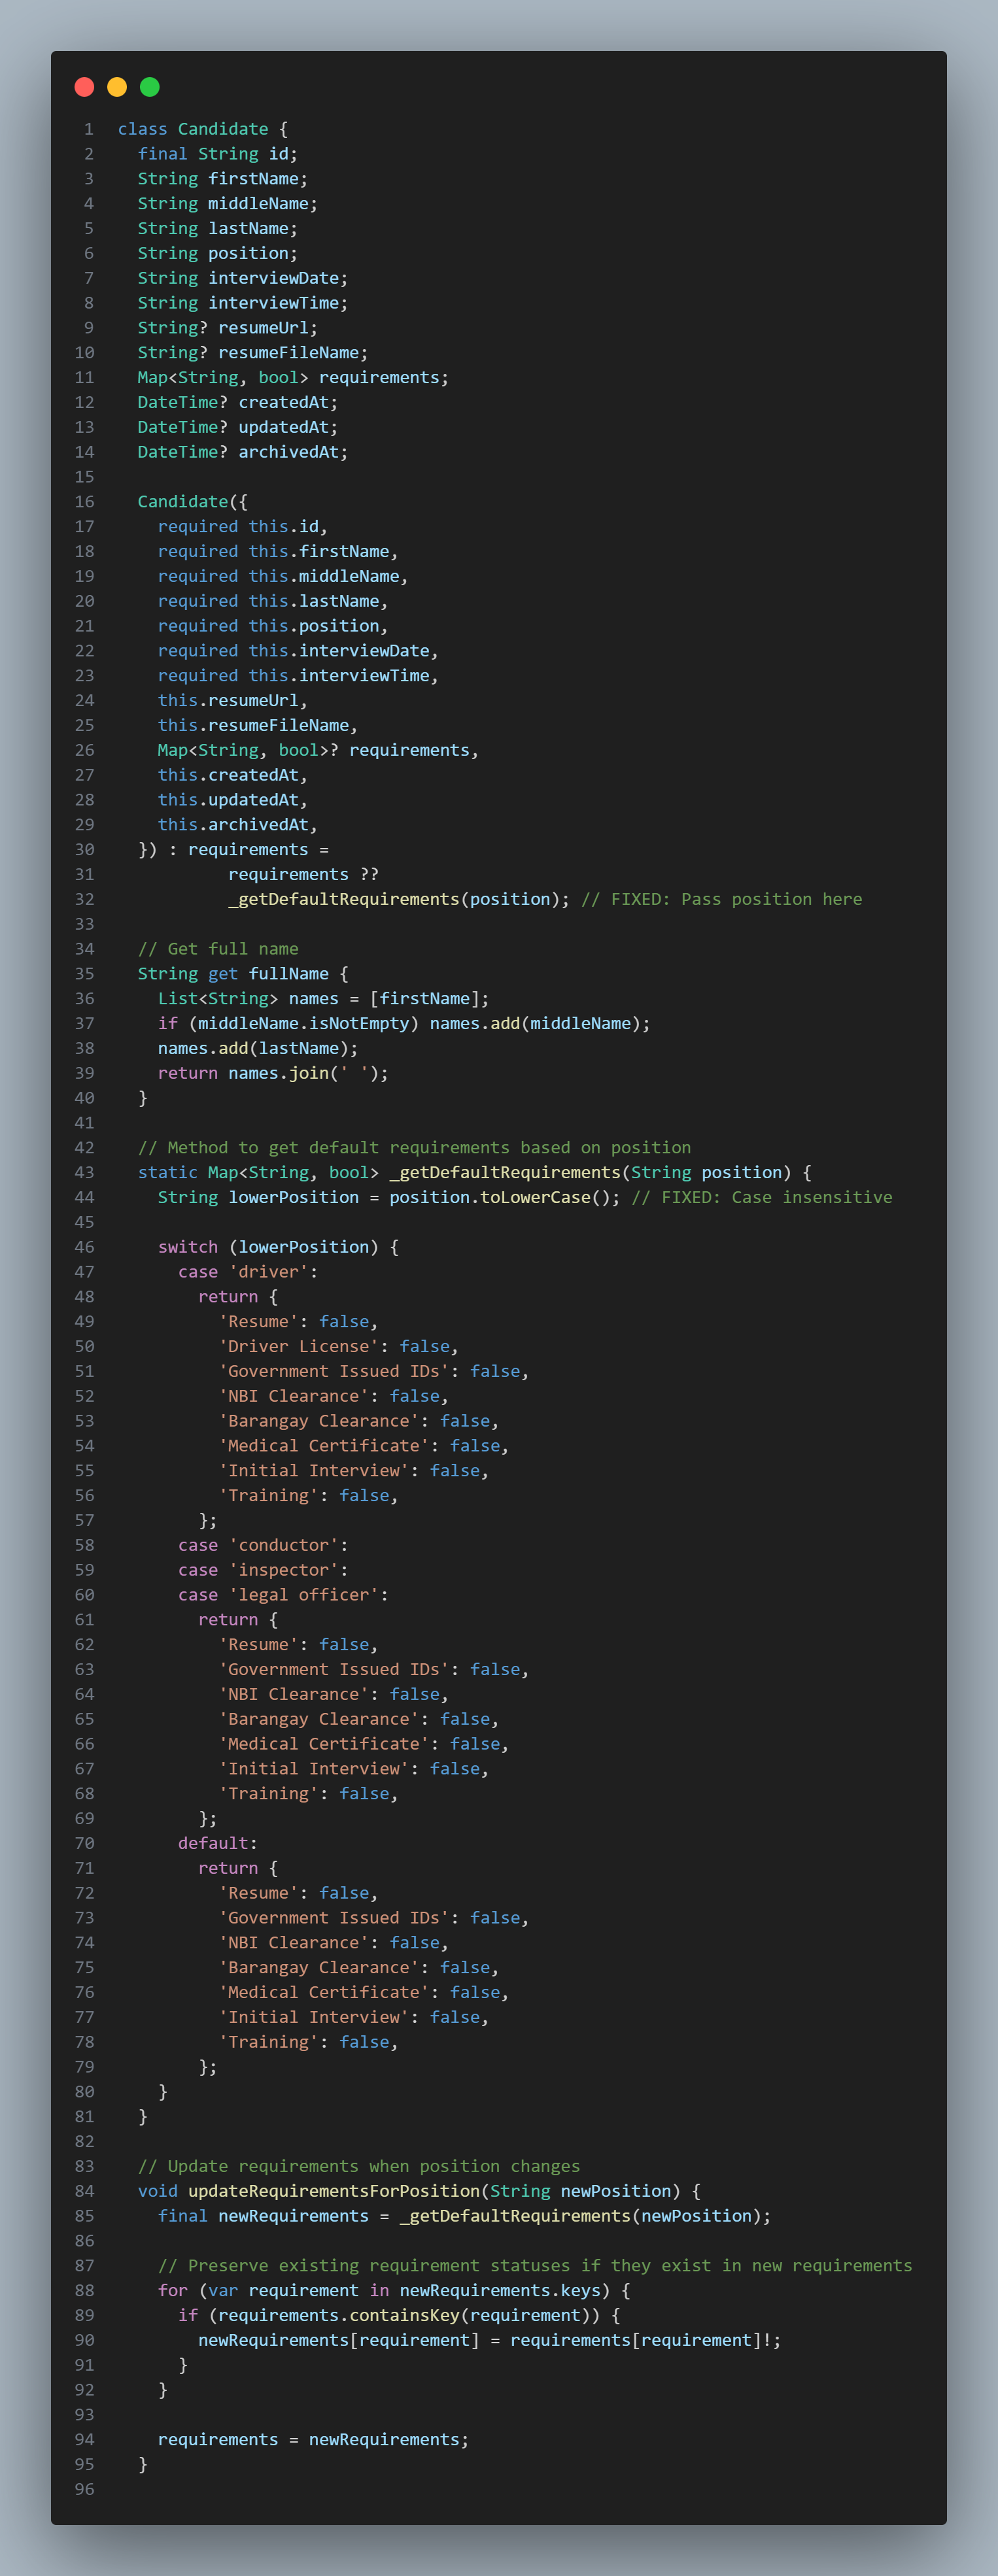 1 class Candidate {
2   final String id;
3   String firstName;
4   String middleName;
5   String lastName;
6   String position;
7   String interviewDate;
8   String interviewTime;
9   String? resumeUrl;
10   String? resumeFileName;
11   Map<String, bool> requirements;
12   DateTime? createdAt;
13   DateTime? updatedAt;
14   DateTime? archivedAt;
15
16   Candidate({
17     required this.id,
18     required this.firstName,
19     required this.middleName,
20     required this.lastName,
21     required this.position,
22     required this.interviewDate,
23     required this.interviewTime,
24     this.resumeUrl,
25     this.resumeFileName,
26     Map<String, bool>? requirements,
27     this.createdAt,
28     this.updatedAt,
29     this.archivedAt,
30   }) : requirements =
31            requirements ??
32            _getDefaultRequirements(position); // FIXED: Pass position here
33
34   // Get full name
35   String get fullName {
36     List<String> names = [firstName];
37     if (middleName.isNotEmpty) names.add(middleName);
38     names.add(lastName);
39     return names.join(' ');
40   }
41
42   // Method to get default requirements based on position
43   static Map<String, bool> _getDefaultRequirements(String position) {
44     String lowerPosition = position.toLowerCase(); // FIXED: Case insensitive
45
46     switch (lowerPosition) {
47       case 'driver':
48         return {
49           'Resume': false,
50           'Driver License': false,
51           'Government Issued IDs': false,
52           'NBI Clearance': false,
53           'Barangay Clearance': false,
54           'Medical Certificate': false,
55           'Initial Interview': false,
56           'Training': false,
57         };
58       case 'conductor':
59       case 'inspector':
60       case 'legal officer':
61         return {
62           'Resume': false,
63           'Government Issued IDs': false,
64           'NBI Clearance': false,
65           'Barangay Clearance': false,
66           'Medical Certificate': false,
67           'Initial Interview': false,
68           'Training': false,
69         };
70       default:
71         return {
72           'Resume': false,
73           'Government Issued IDs': false,
74           'NBI Clearance': false,
75           'Barangay Clearance': false,
76           'Medical Certificate': false,
77           'Initial Interview': false,
78           'Training': false,
79         };
80     }
81   }
82
83   // Update requirements when position changes
84   void updateRequirementsForPosition(String newPosition) {
85     final newRequirements = _getDefaultRequirements(newPosition);
86
87     // Preserve existing requirement statuses if they exist in new requirements
88     for (var requirement in newRequirements.keys) {
89       if (requirements.containsKey(requirement)) {
90         newRequirements[requirement] = requirements[requirement]!;
91       }
92     }
93
94     requirements = newRequirements;
95   }
96